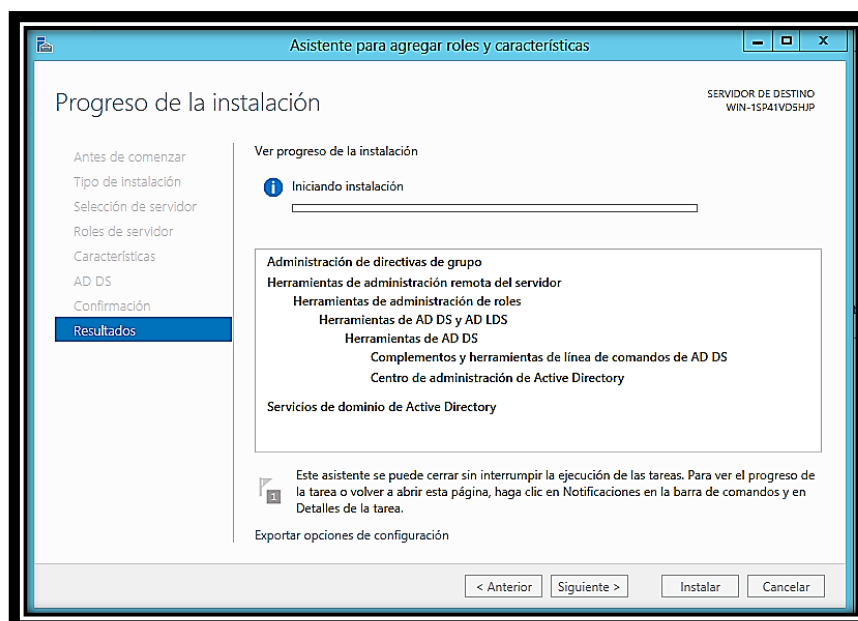 Asistente para agregar roles y características
Progreso de la instalación
SERVIDOR DE DESTINO
WIN-1SP41VD5HJP
Antes de comenzar
Tipo de instalación
Selección de servidor
Roles de servidor
Características
AD DS
Confirmación
Resultados
Ver progreso de la instalación
Iniciando instalación
Administración de directivas de grupo
Herramientas de administración remota del servidor
Herramientas de administración de roles
Herramientas de AD DS y AD LDS
Herramientas de AD DS
Complementos y herramientas de línea de comandos de AD DS
Centro de administración de Active Directory
Servicios de dominio de Active Directory
1
Este asistente se puede cerrar sin interrumpir la ejecución de las tareas. Para ver el progreso de
la tarea o volver a abrir esta página, haga clic en Notificaciones en la barra de comandos y en
Detalles de la tarea.
Exportar opciones de configuración
< Anterior Siguiente > Instalar Cancelar